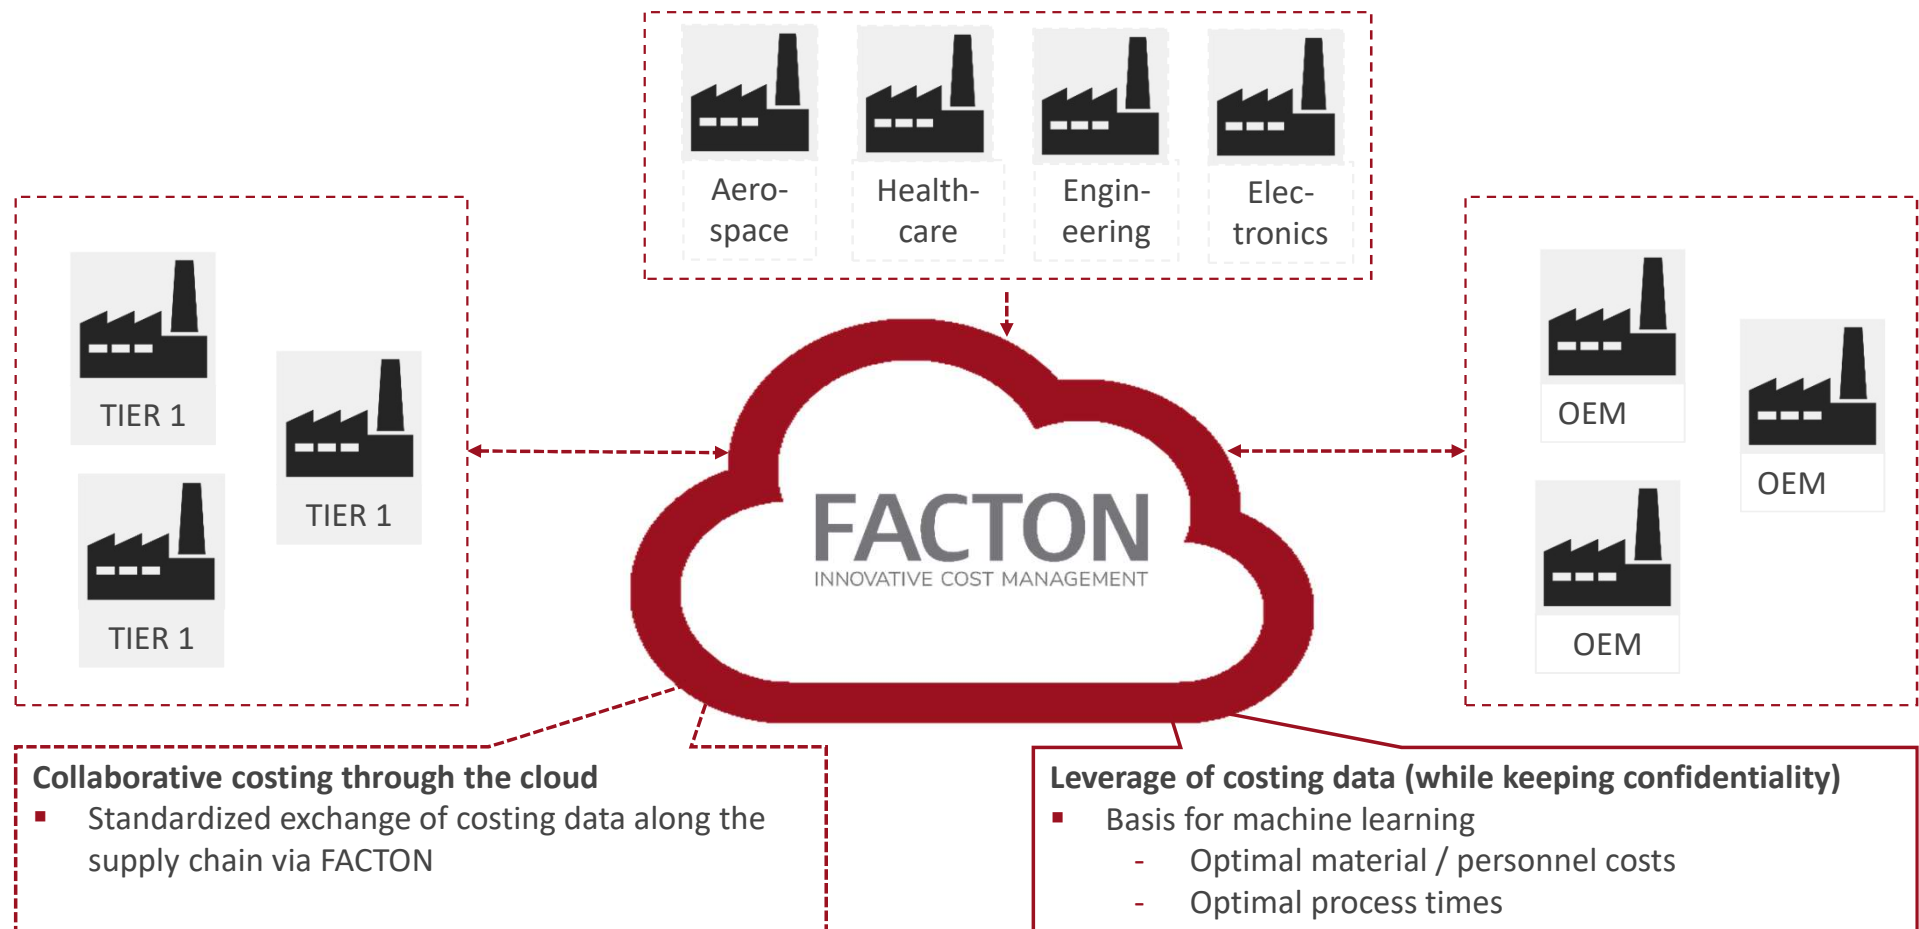 Aero-
space
Health-
care
Engin-
eering
Elec-
tronics
TIER 1
TIER 1
TIER 1
FACTON
INNOVATIVE COST MANAGEMENT
OEM
OEM
OEM
Collaborative costing through the cloud
▪ Standardized exchange of costing data along the
supply chain via FACTON
Leverage of costing data (while keeping confidentiality)
▪ Basis for machine learning
- Optimal material / personnel costs
- Optimal process times